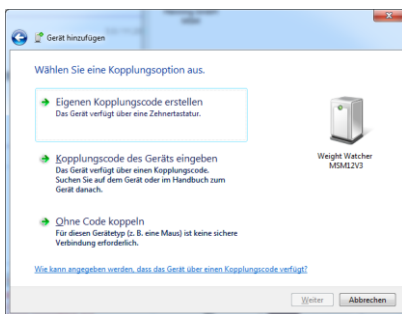 Gerät hinzufügen
Wählen Sie eine Kopplungsoption aus.
Eigenen Kopplungscode erstellen
Das Gerät verfügt über eine Zehnertastatur.
Kopplungscode des Geräts eingeben
Das Gerät verfügt über einen Kopplungscode.
Suchen Sie auf dem Gerät oder im Handbuch zum
Gerät danach.
Weight Watcher
MSM12V3
Ohne Code koppeln
Für diesen Gerätetyp (z. B. eine Maus) ist keine sichere
Verbindung erforderlich.
Wie kann angegeben werden, dass das Gerät über einen Kopplungscode verfügt?
Weiter
Abbrechen